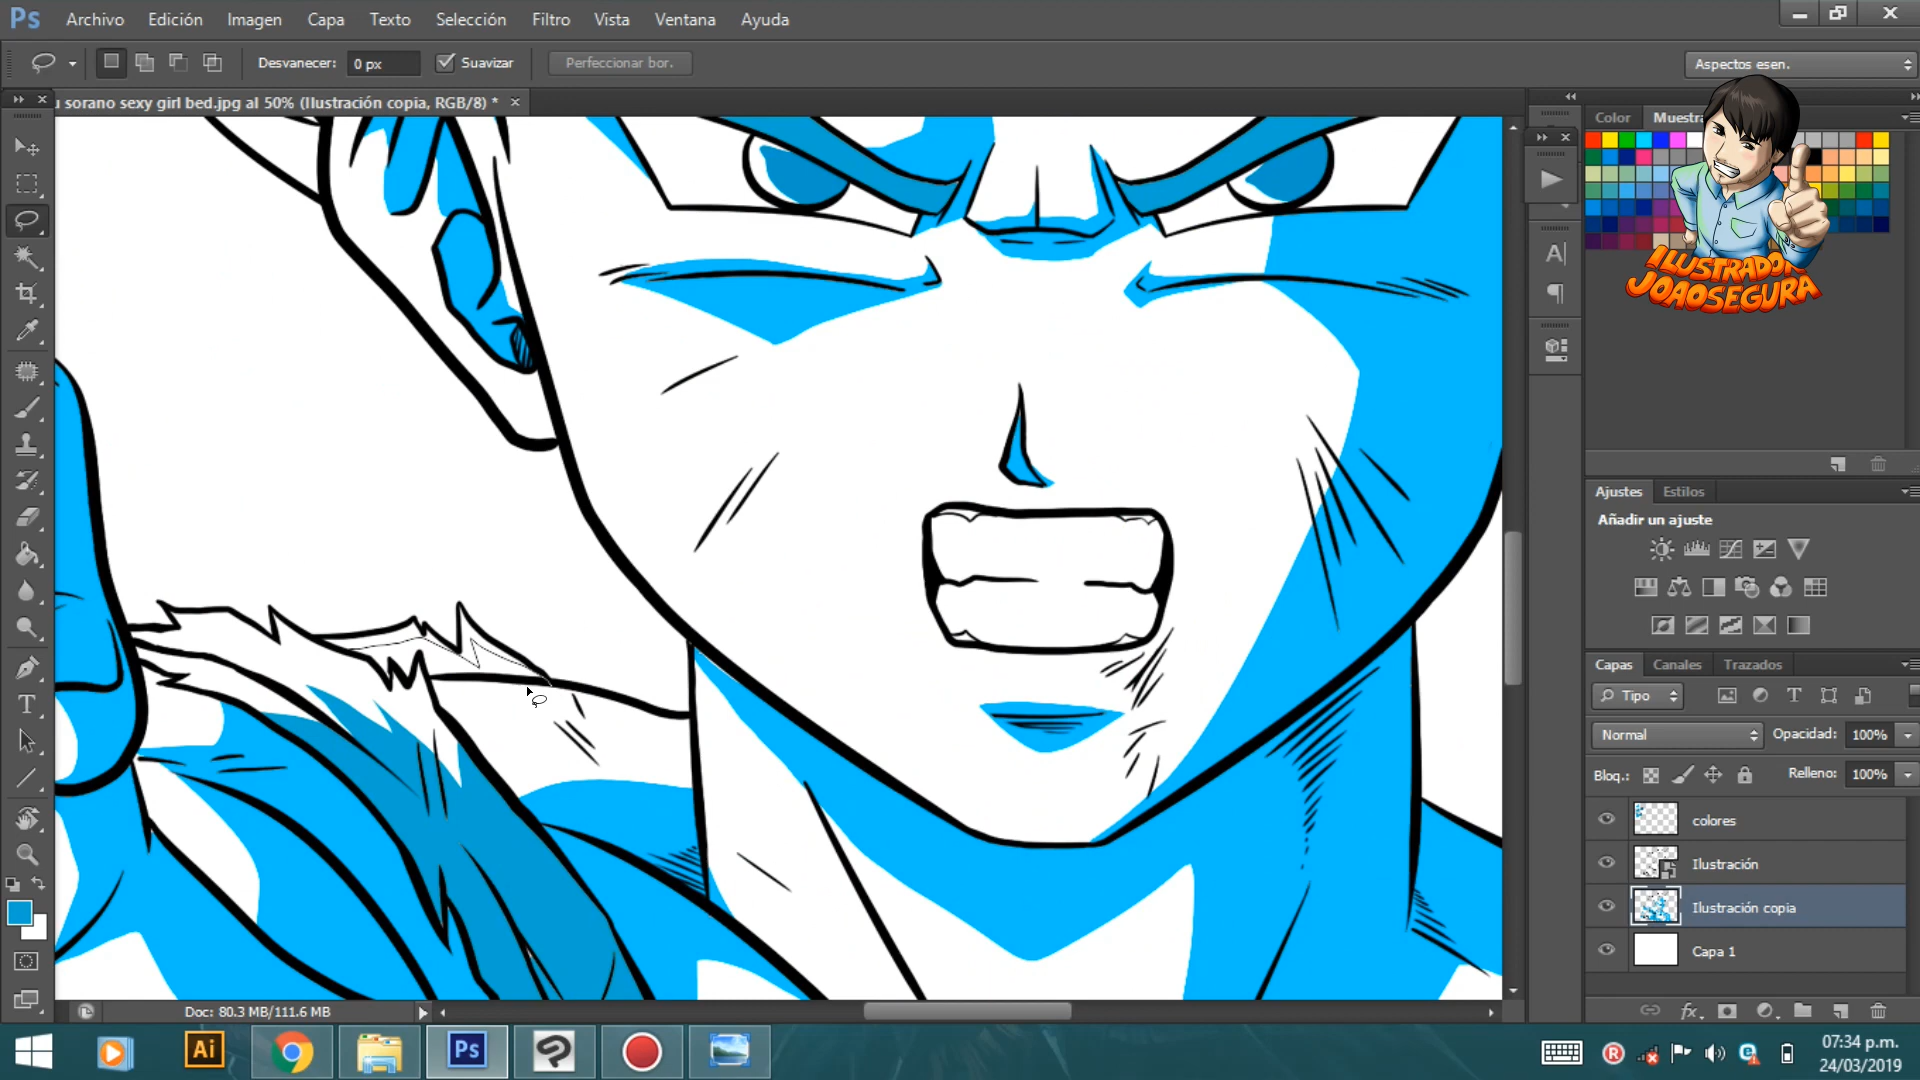 Ps Archivo Edición Imagen Capa Texto Selección Filtro Vista Ventana Ayuda
Desvanecer: 0 px Suavizar Perfeccionar bor. Aspectos esen.
u sorano sexy girl bed.jpg al 50% (Ilustración copia, RGB/8) *
Color Muestra
ILUSTRADOR
JOAOSEGURA
Ajustes Estilos
Añadir un ajuste
Capas Canales Trazados
Tipo
Normal Opacidad: 100%
Bloq.: Relleno: 100%
colores
Ilustración
Ilustración copia
Capa 1
Doc: 80.3 MB/111.6 MB
Ai Ps
07:34 p.m.
24/03/2019